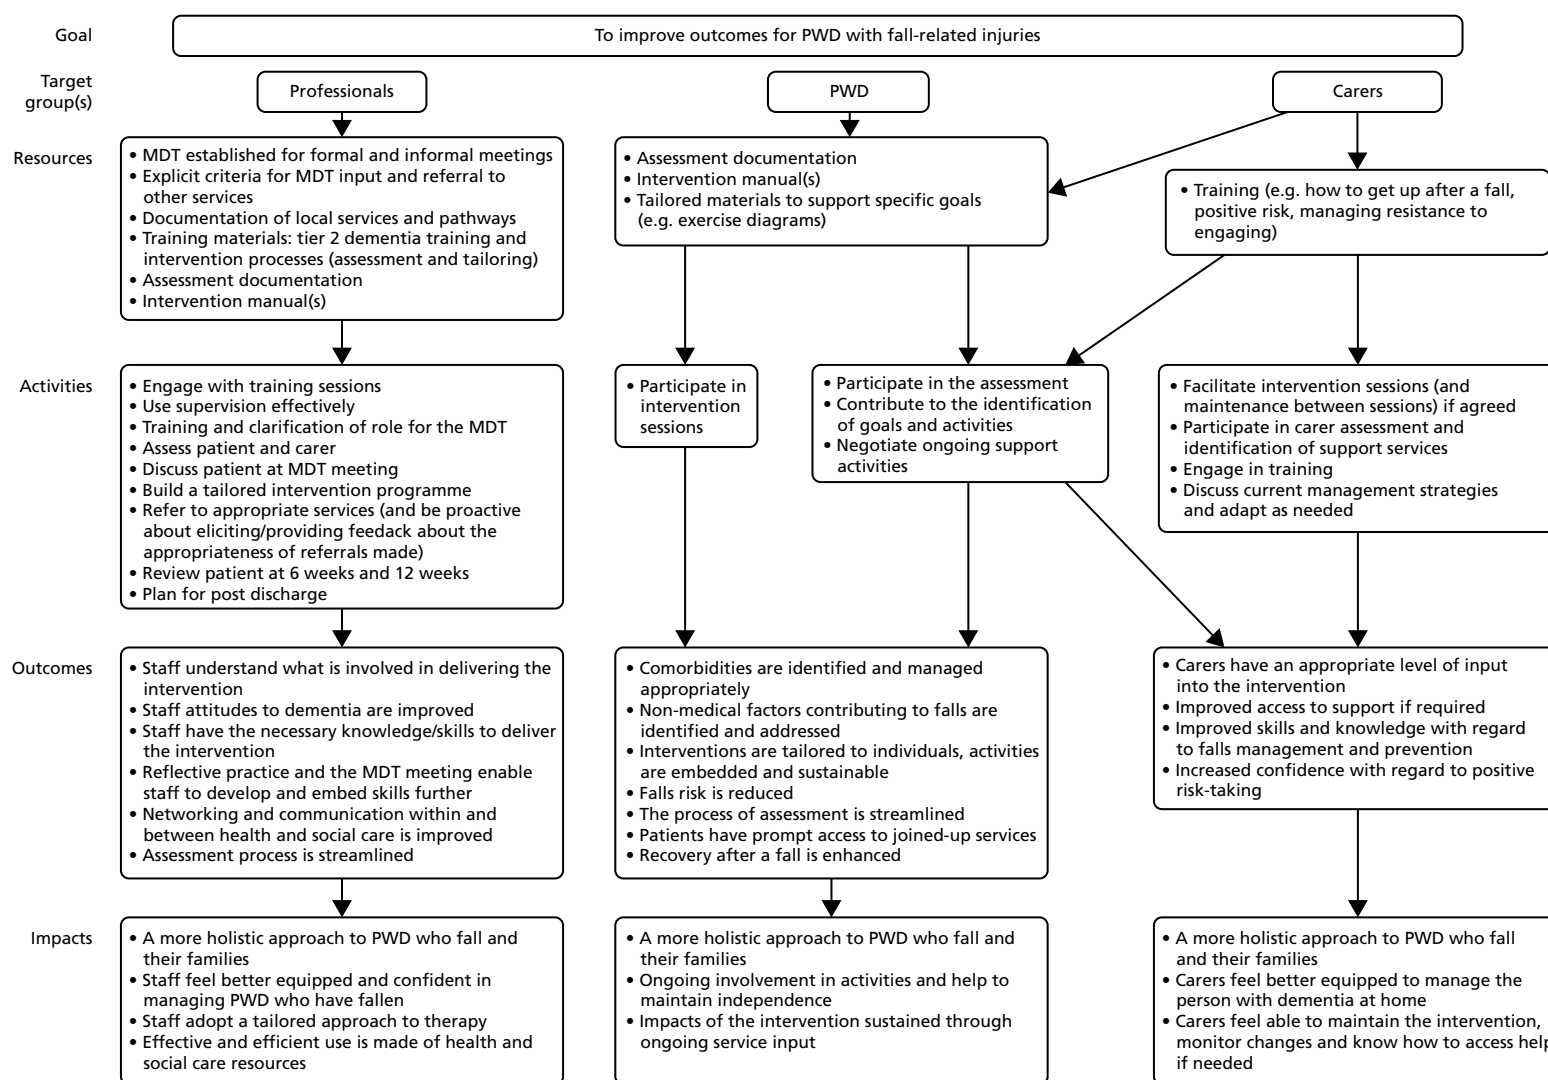 Goal
To improve outcomes for PWD with fall-related injuries
Target
group(s)
Professionals
PWD
Carers
Resources
• MDT established for formal and informal meetings
• Explicit criteria for MDT input and referral to
other services
• Documentation of local services and pathways
• Training materials: tier 2 dementia training and
intervention processes (assessment and tailoring)
• Assessment documentation
• Intervention manual(s)
• Assessment documentation
• Intervention manual(s)
• Tailored materials to support specific goals
(e.g. exercise diagrams)
• Training (e.g. how to get up after a fall,
positive risk, managing resistance to
engaging)
Activities
• Engage with training sessions
• Use supervision effectively
• Training and clarification of role for the MDT
• Assess patient and carer
• Discuss patient at MDT meeting
• Build a tailored intervention programme
• Refer to appropriate services (and be proactive
about eliciting/providing feedack about the
appropriateness of referrals made)
• Review patient at 6 weeks and 12 weeks
• Plan for post discharge
• Participate in
intervention
sessions
• Participate in the assessment
• Contribute to the identification
of goals and activities
• Negotiate ongoing support
activities
• Facilitate intervention sessions (and
maintenance between sessions) if agreed
• Participate in carer assessment and
identification of support services
• Engage in training
• Discuss current management strategies
and adapt as needed
Outcomes
• Staff understand what is involved in delivering the
intervention
• Staff attitudes to dementia are improved
• Staff have the necessary knowledge/skills to deliver
the intervention
• Reflective practice and the MDT meeting enable
staff to develop and embed skills further
• Networking and communication within and
between health and social care is improved
• Assessment process is streamlined
• Comorbidities are identified and managed
appropriately
• Non-medical factors contributing to falls are
identified and addressed
• Interventions are tailored to individuals, activities
are embedded and sustainable
• Falls risk is reduced
• The process of assessment is streamlined
• Patients have prompt access to joined-up services
• Recovery after a fall is enhanced
• Carers have an appropriate level of input
into the intervention
• Improved access to support if required
• Improved skills and knowledge with regard
to falls management and prevention
• Increased confidence with regard to positive
risk-taking
Impacts
• A more holistic approach to PWD who fall and
their families
• Staff feel better equipped and confident in
managing PWD who have fallen
• Staff adopt a tailored approach to therapy
• Effective and efficient use is made of health and
social care resources
• A more holistic approach to PWD who fall and
their families
• Ongoing involvement in activities and help to
maintain independence
• Impacts of the intervention sustained through
ongoing service input
• A more holistic approach to PWD who fall
and their families
• Carers feel better equipped to manage the
person with dementia at home
• Carers feel able to maintain the intervention,
monitor changes and know how to access help
if needed